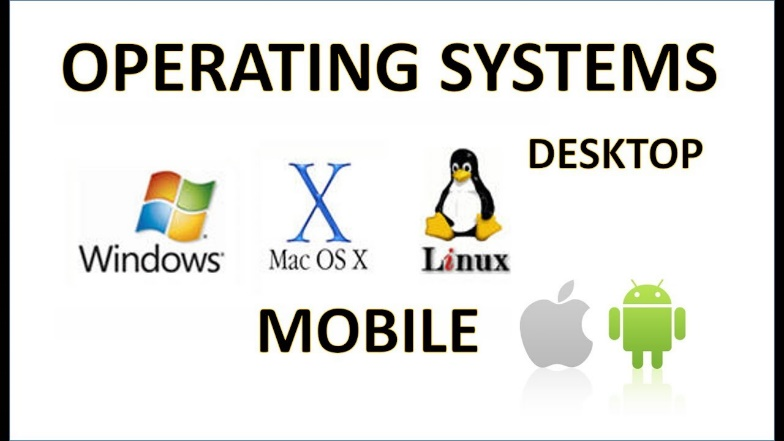 OPERATING SYSTEMS
DESKTOP
Windows
Mac OS X
Linux
MOBILE